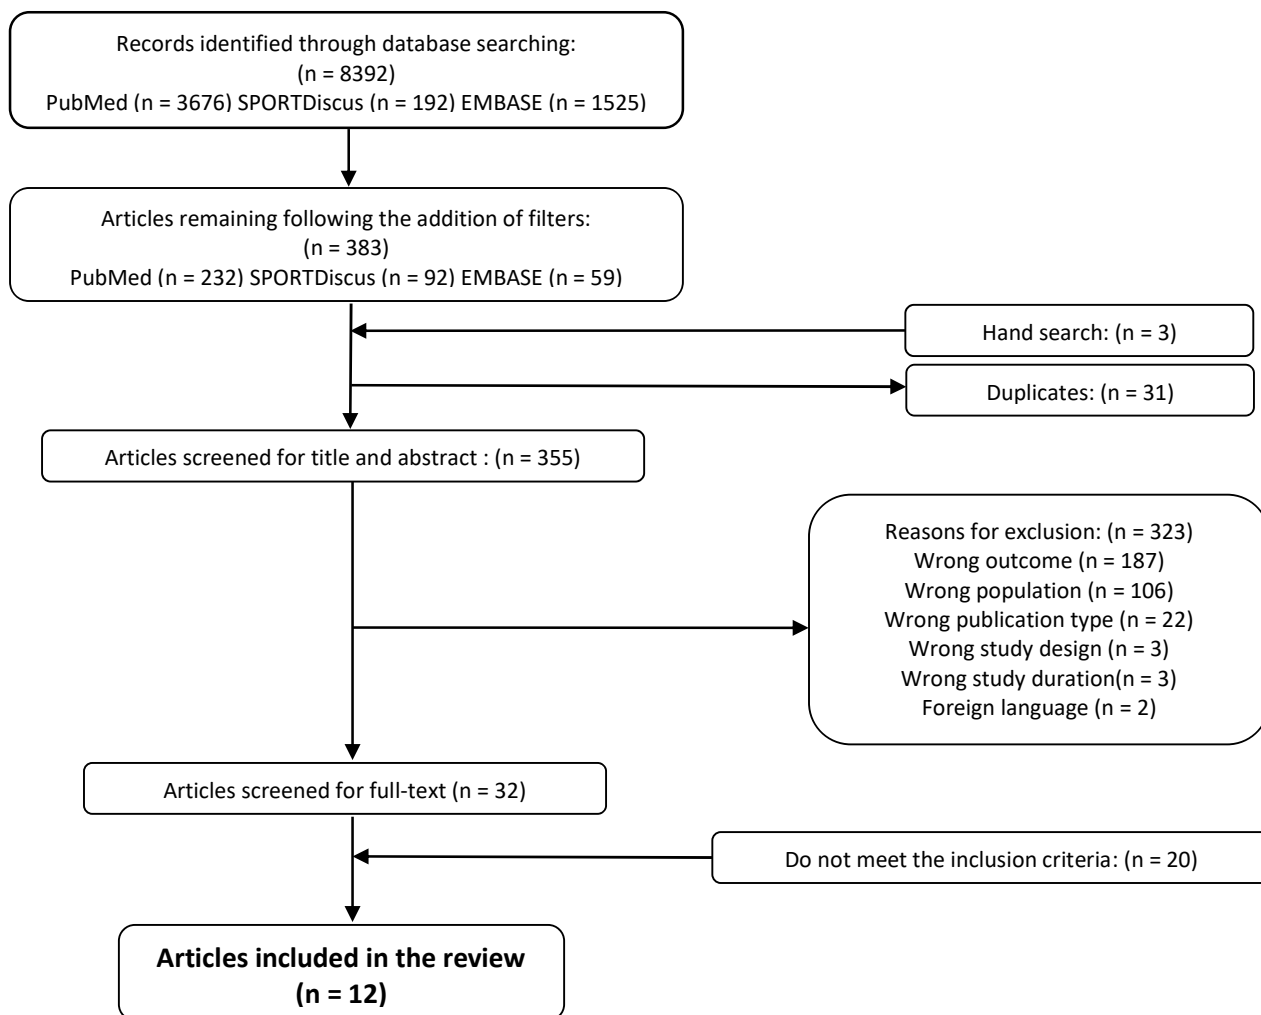 Records identified through database searching:
(n = 8392)
PubMed (n = 3676) SPORTDiscus (n = 192) EMBASE (n = 1525)
Articles remaining following the addition of filters:
(n = 383)
PubMed (n = 232) SPORTDiscus (n = 92) EMBASE (n = 59)
Hand search: (n = 3)
Duplicates: (n = 31)
Articles screened for title and abstract : (n = 355)
Reasons for exclusion: (n = 323)
Wrong outcome (n = 187)
Wrong population (n = 106)
Wrong publication type (n = 22)
Wrong study design (n = 3)
Wrong study duration(n = 3)
Foreign language (n = 2)
Articles screened for full-text (n = 32)
Do not meet the inclusion criteria: (n = 20)
Articles included in the review
(n = 12)